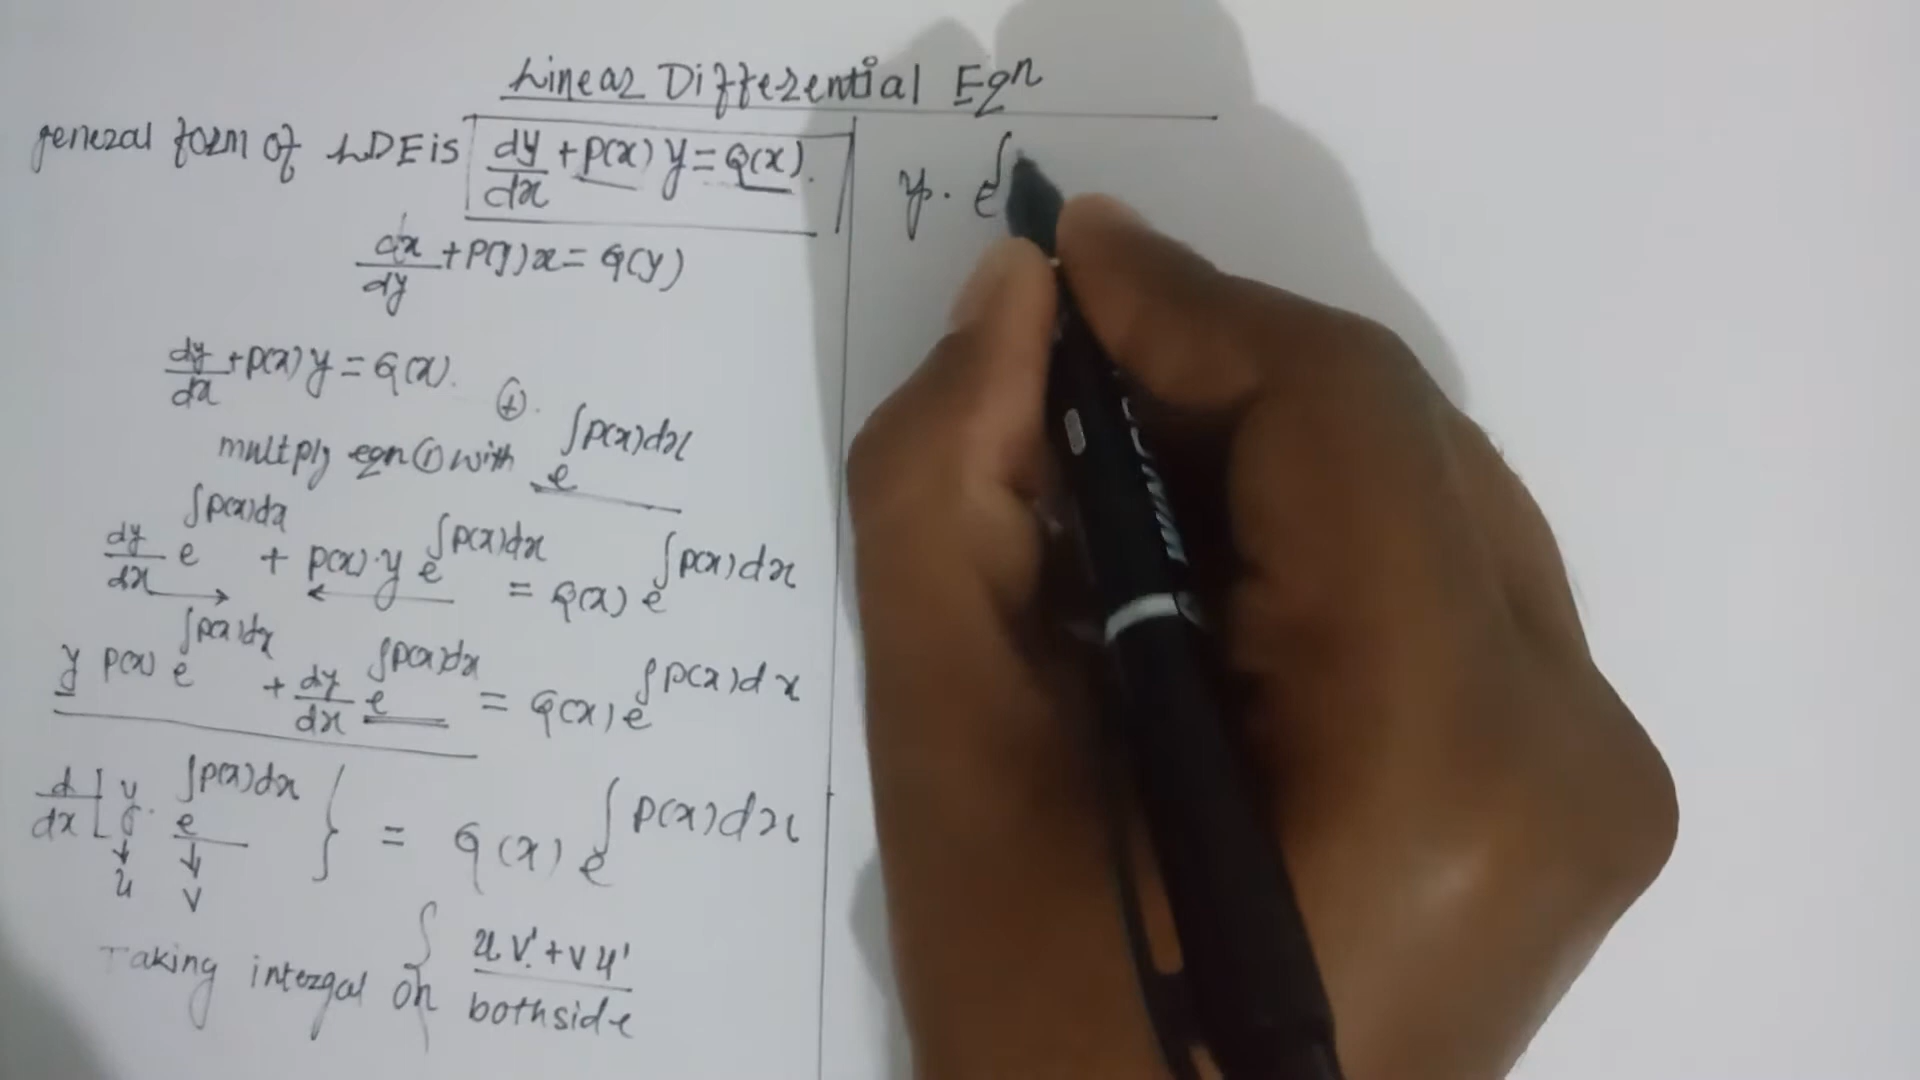 Linear Differential Eqn
general form of LDE is dy/dx + p(x) y = Q(x).
dx/dy + P(y) x = Q(y)
dy/dx + p(x) y = Q(x). ①.
multply eqn ① with e^∫p(x)dx
dy/dx e^∫p(x)dx + p(x)·y e^∫p(x)dx = Q(x) e^∫p(x)dx
y p(x) e^∫p(x)dx + dy/dx e^∫p(x)dx = Q(x) e^∫p(x)dx
d/dx [y. e^∫p(x)dx } = Q(x) e^∫p(x)dx
↓ ↓
u v
∫ uv' + vu'
Taking integral on bothside
y. e^∫